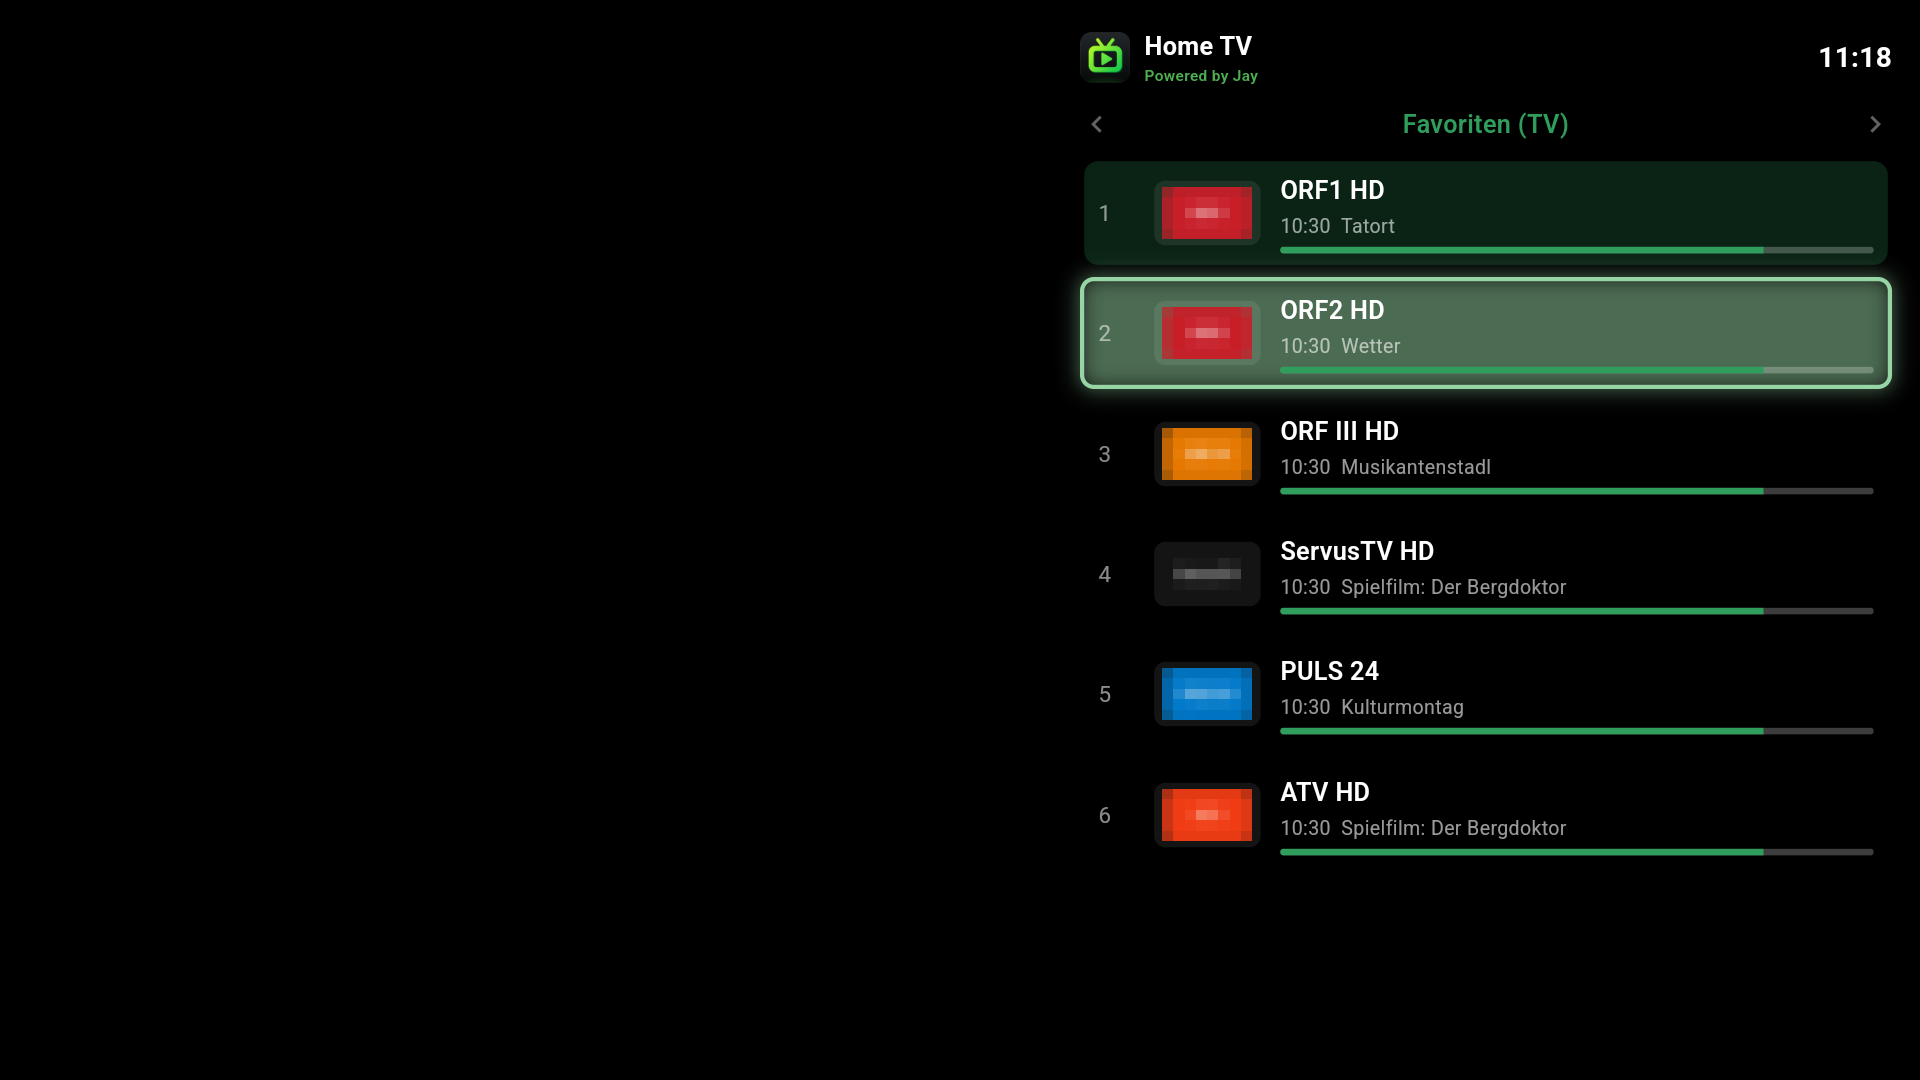 Home TV
Powered by Jay
11:18
Favoriten (TV)
1
ORF1 HD
10:30 Tatort
2
ORF2 HD
10:30 Wetter
3
ORF III HD
10:30 Musikantenstadl
4
ServusTV HD
10:30 Spielfilm: Der Bergdoktor
5
PULS 24
10:30 Kulturmontag
6
ATV HD
10:30 Spielfilm: Der Bergdoktor